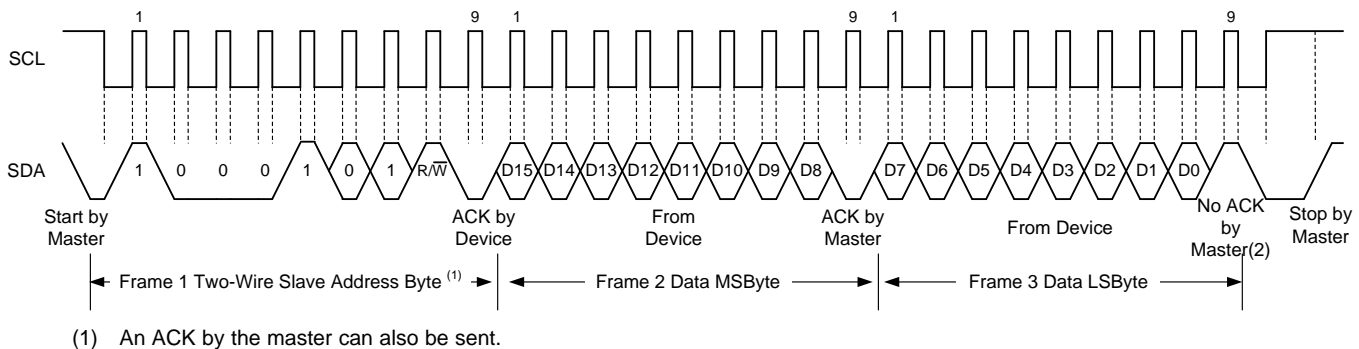 1 9 1 9 1 9
SCL
SDA 1 0 0 0 1 0 1 R/W̅ D15 D14 D13 D12 D11 D10 D9 D8 D7 D6 D5 D4 D3 D2 D1 D0
Start by
Master
ACK by
Device
From
Device
ACK by
Master
From Device
No ACK
by
Master(2)
Stop by
Master
Frame 1 Two-Wire Slave Address Byte (1)
Frame 2 Data MSByte
Frame 3 Data LSByte
(1) An ACK by the master can also be sent.